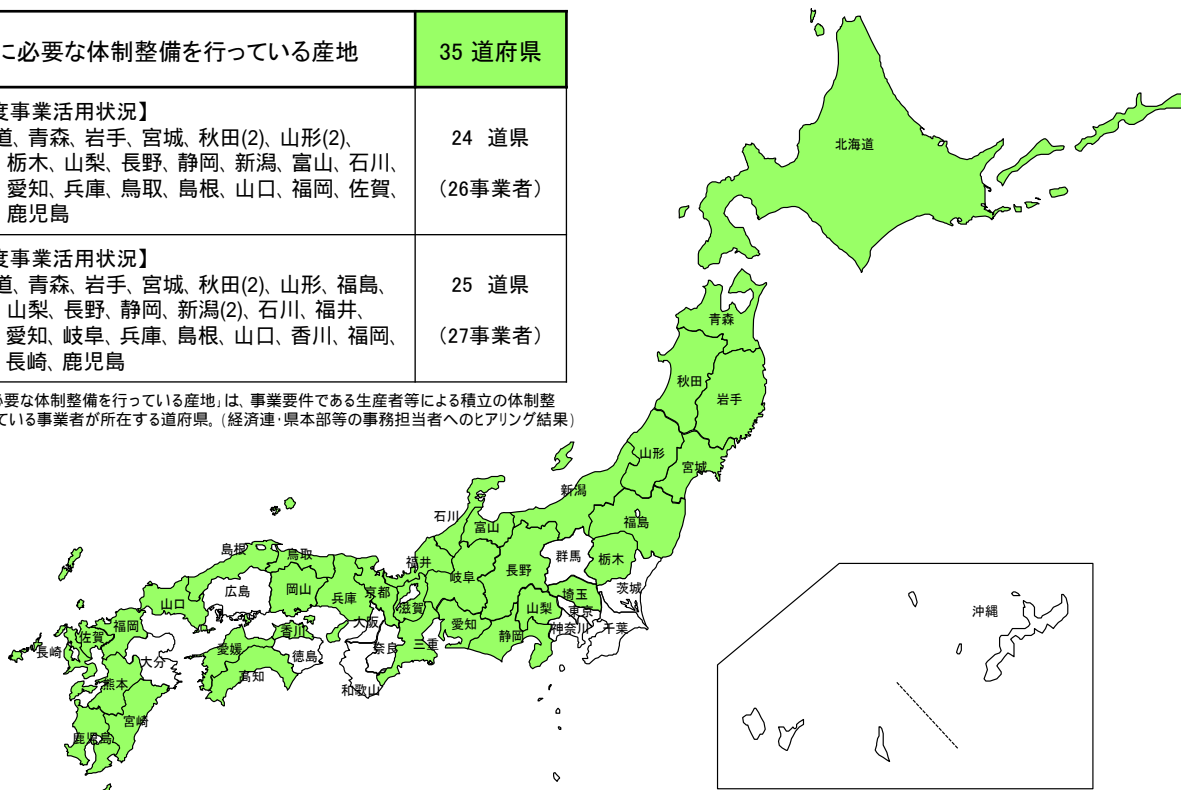 に必要な体制整備を行っている産地
35 道府県
度事業活用状況】
道、青森、岩手、宮城、秋田(2)、山形(2)、
栃木、山梨、長野、静岡、新潟、富山、石川、
愛知、兵庫、鳥取、島根、山口、福岡、佐賀、
鹿児島
24 道県
(26事業者)
度事業活用状況】
道、青森、岩手、宮城、秋田(2)、山形、福島、
山梨、長野、静岡、新潟(2)、石川、福井、
愛知、岐阜、兵庫、島根、山口、香川、福岡、
長崎、鹿児島
25 道県
(27事業者)
必要な体制整備を行っている産地」は、事業要件である生産者等による積立の体制整
ている事業者が所在する道府県。(経済連・県本部等の事務担当者へのヒアリング結果)
北海道
青森
秋田
岩手
山形
宮城
新潟
福島
石川
富山
群馬
栃木
茨城
福井
岐阜
長野
埼玉
東京
山梨
神奈川
千葉
島根
鳥取
広島
岡山
兵庫
京都
滋賀
愛知
静岡
山口
大阪
奈良
三重
和歌山
香川
徳島
愛媛
高知
福岡
佐賀
長崎
大分
熊本
宮崎
鹿児島
沖縄